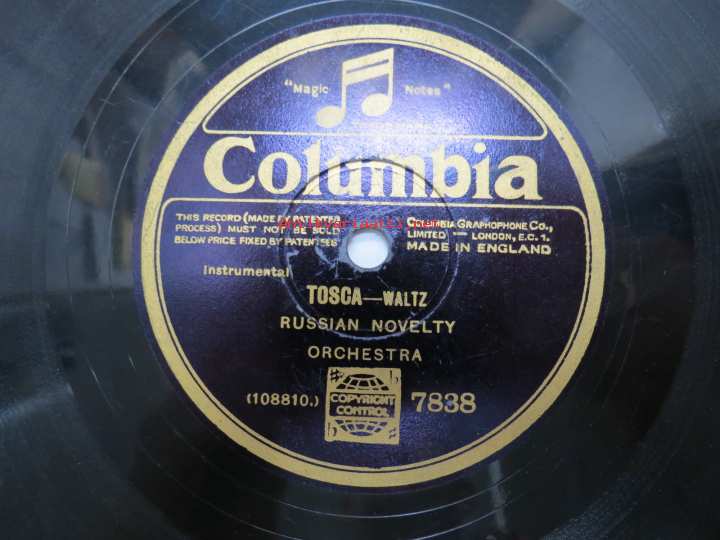 "Magic Notes"
Columbia
THIS RECORD (MADE BY PATENTED
PROCESS) MUST NOT BE SOLD
BELOW PRICE FIXED BY PATENTEES
COLUMBIA GRAPHOPHONE CO.,
LIMITED — LONDON, E.C. 1.
MADE IN ENGLAND
Instrumental
TOSCA—WALTZ
RUSSIAN NOVELTY
ORCHESTRA
(108810.)
COPYRIGHT
CONTROL
7838